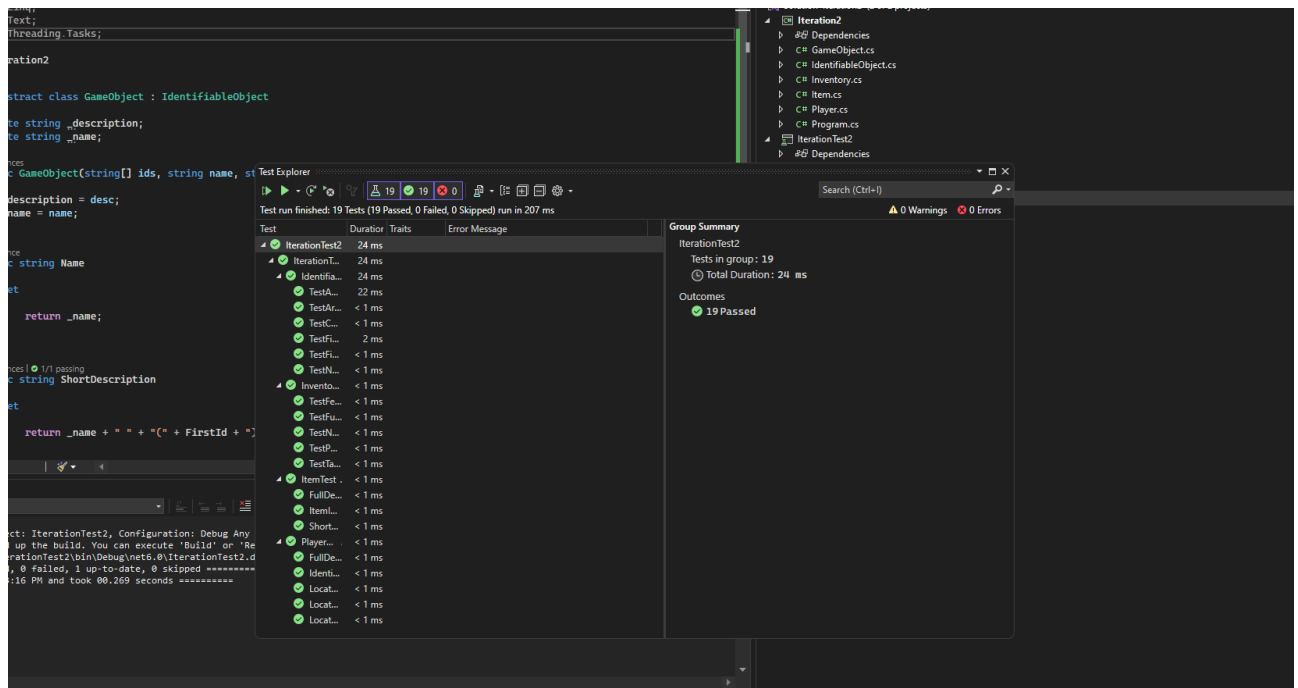 Text;
Threading.Tasks;
ration2
stract class GameObject : IdentifiableObject
te string _description;
te string _name;
nces
c GameObject(string[] ids, string name, st
description = desc;
name = name;
nce
c string Name
et
return _name;
nces | 1/1 passing
c string ShortDescription
et
return _name + " " + "(" + FirstId + ")
ct: IterationTest2, Configuration: Debug Any
up the build. You can execute 'Build' or 'Re
erationTest2\bin\Debug\net6.0\IterationTest2.d
, 0 failed, 1 up-to-date, 0 skipped ==========
:16 PM and took 00.269 seconds ==========
Iteration2
Dependencies
C# GameObject.cs
C# IdentifiableObject.cs
C# Inventory.cs
C# Item.cs
C# Player.cs
C# Program.cs
IterationTest2
Dependencies
Test Explorer
19 19 0
Search (Ctrl+I)
Test run finished: 19 Tests (19 Passed, 0 Failed, 0 Skipped) run in 207 ms
0 Warnings 0 Errors
Test Duration Traits Error Message
IterationTest2 24 ms
IterationT... 24 ms
Identifia... 24 ms
TestA... 22 ms
TestAr... < 1 ms
TestC... < 1 ms
TestFi... 2 ms
TestFi... < 1 ms
TestN... < 1 ms
Invento... < 1 ms
TestFe... < 1 ms
TestFu... < 1 ms
TestN... < 1 ms
TestP... < 1 ms
TestTa... < 1 ms
ItemTest . < 1 ms
FullDe... < 1 ms
ItemI... < 1 ms
Short... < 1 ms
Player... . < 1 ms
FullDe... < 1 ms
Identi... < 1 ms
Locat... < 1 ms
Locat... < 1 ms
Locat... < 1 ms
Group Summary
IterationTest2
Tests in group: 19
Total Duration: 24 ms
Outcomes
19 Passed